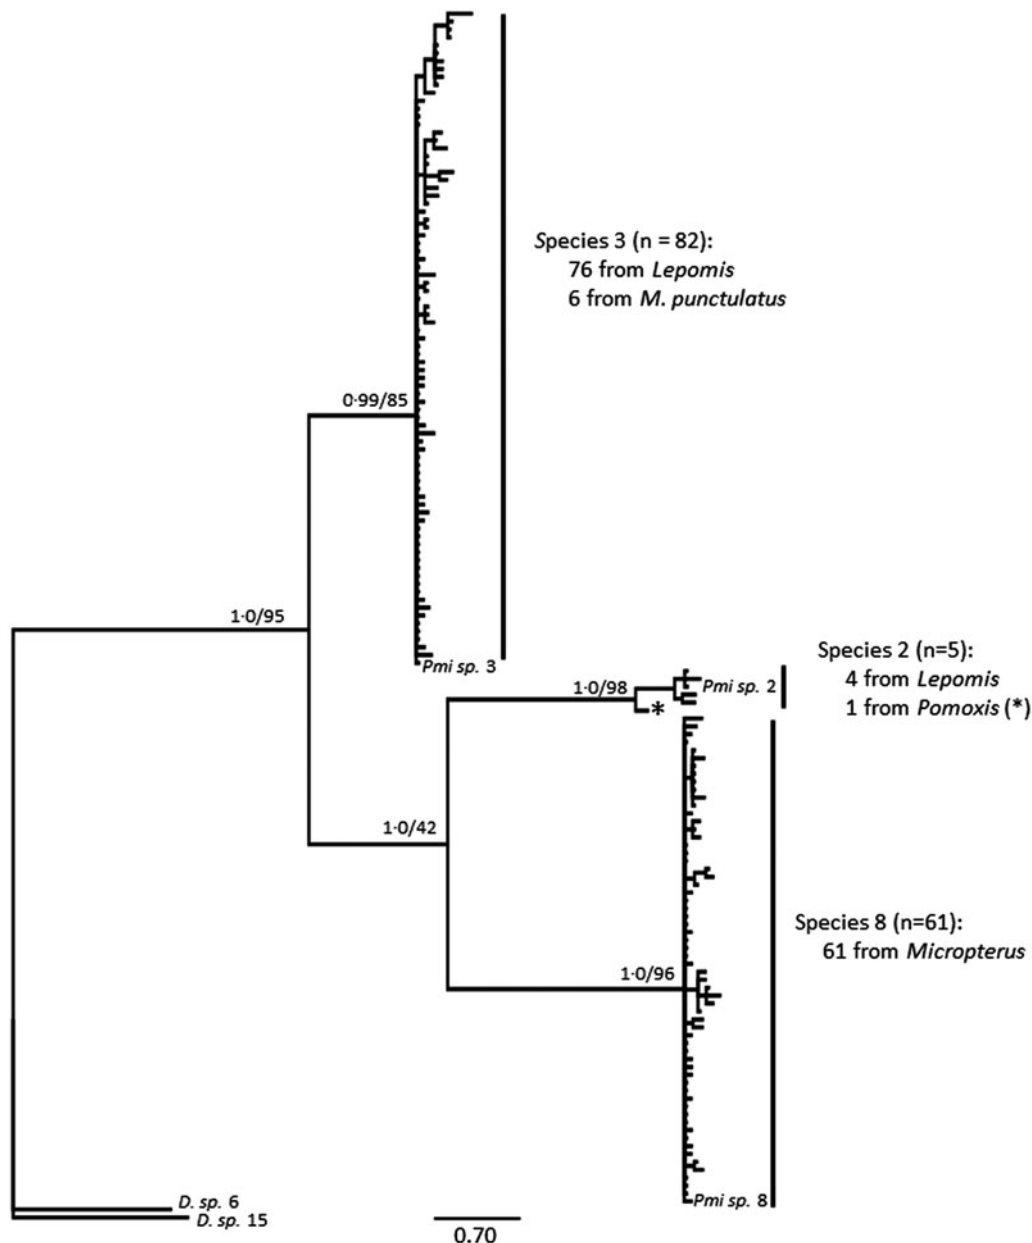 Species 3 (n = 82):
76 from Lepomis
6 from M. punctulatus
0·99/85
1·0/95
Pmi sp. 3
1·0/98
Pmi sp. 2
*
Species 2 (n=5):
4 from Lepomis
1 from Pomoxis (*)
1·0/42
Species 8 (n=61):
61 from Micropterus
1·0/96
Pmi sp. 8
D. sp. 6
D. sp. 15
0.70